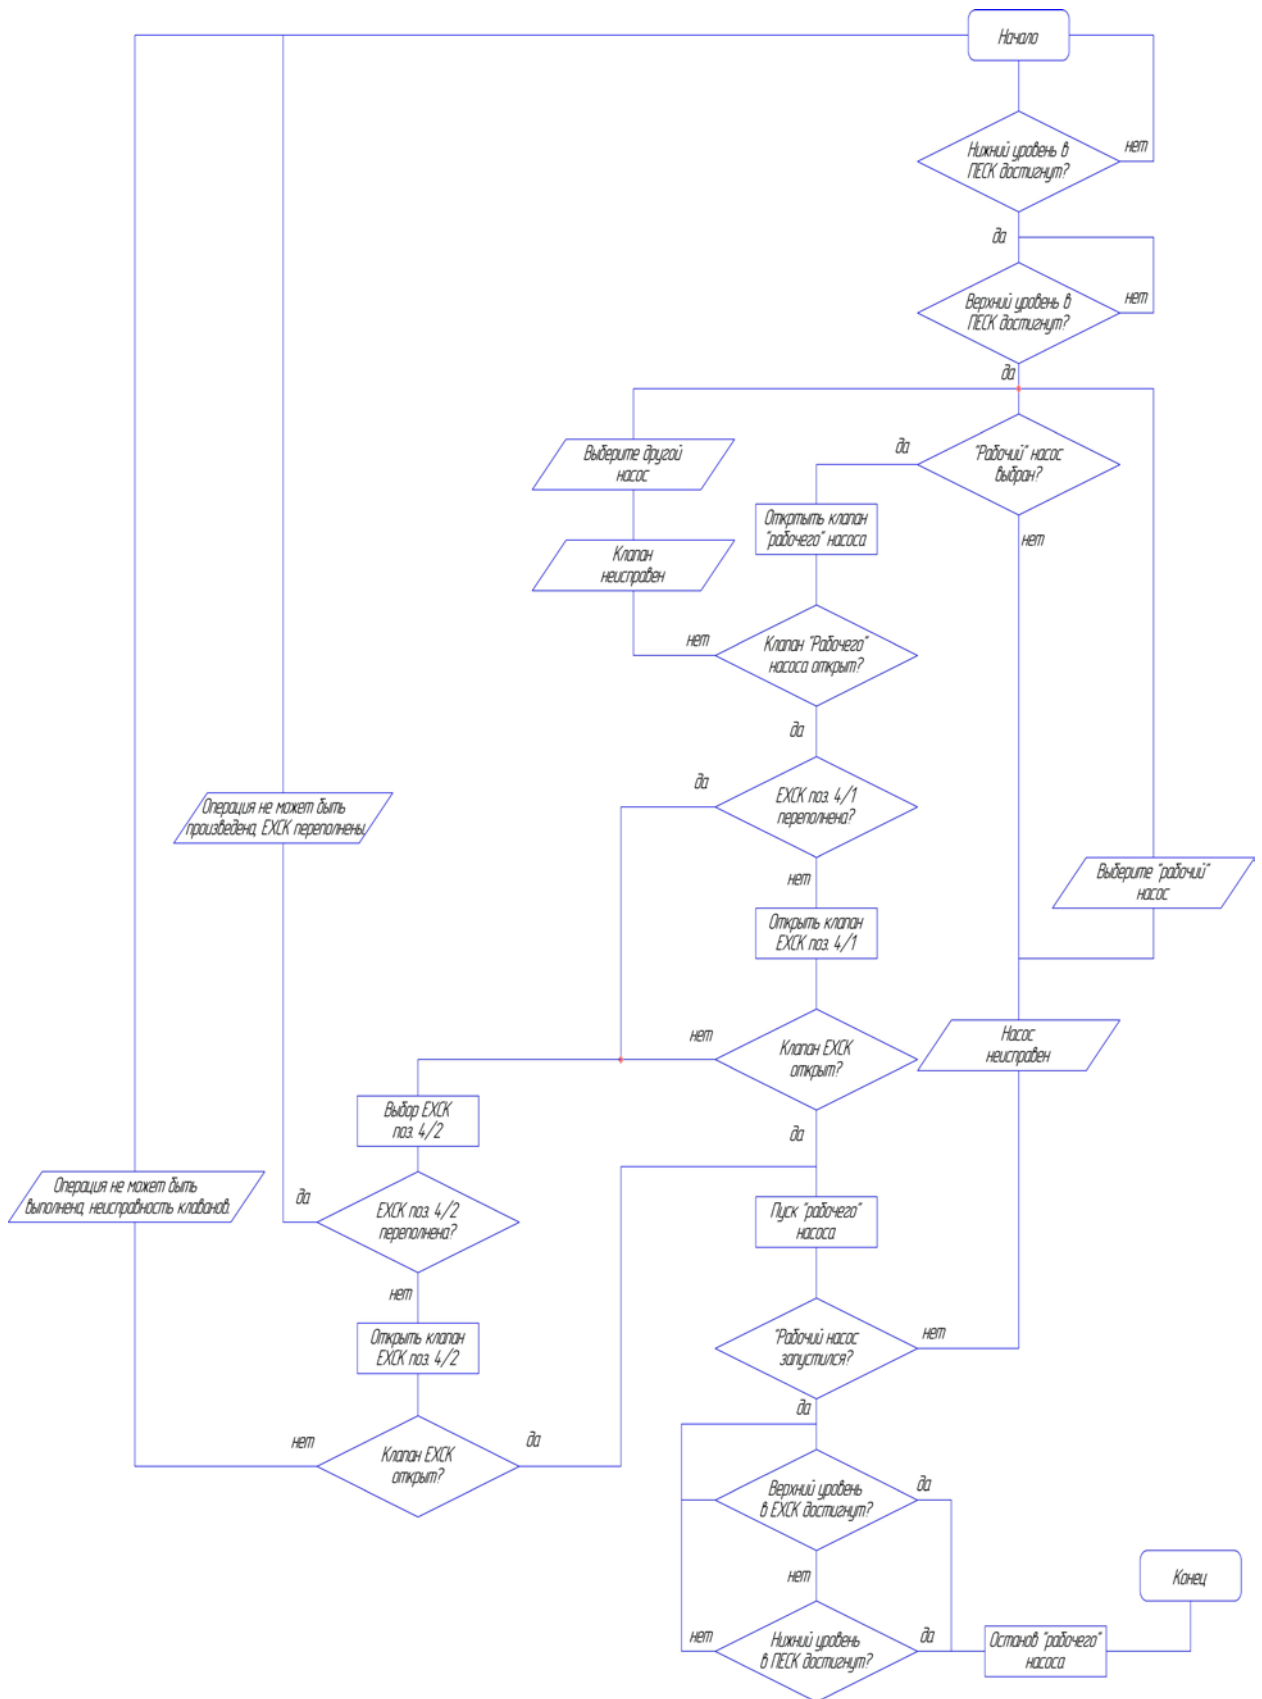 Начало
Нижний уровень в
ПЕСК достигнут?
нет
да
Верхний уровень в
ПЕСК достигнут?
нет
да
Выберите другой
насос
да
"Рабочий" насос
выбран?
Откртыть клапан
"рабочего" насоса
нет
Клапан
неисправен
нет
Клапан "Рабочего"
насоса открыт?
да
да
ЕХСК поз. 4/1
переполнена?
Операция не может быть
произведена, ЕХСК переполнены.
нет
Выберите "рабочий"
насос
Открыть клапан
ЕХСК поз. 4/1
нет
Клапан ЕХСК
открыт?
Насос
неисправен
Выбор ЕХСК
поз. 4/2
да
Операция не может быть
выполнена, неисправность клаванов.
да
ЕХСК поз. 4/2
переполнена?
Пуск "рабочего"
насоса
нет
Открыть клапан
ЕХСК поз. 4/2
"Рабочий насос
запустился?
нет
да
нет
Клапан ЕХСК
открыт?
да
Верхний уровень
в ЕХСК достигнут?
да
нет
Конец
нет
Нижний уровень
в ПЕСК достигнут?
да
Останов "рабочего"
насоса